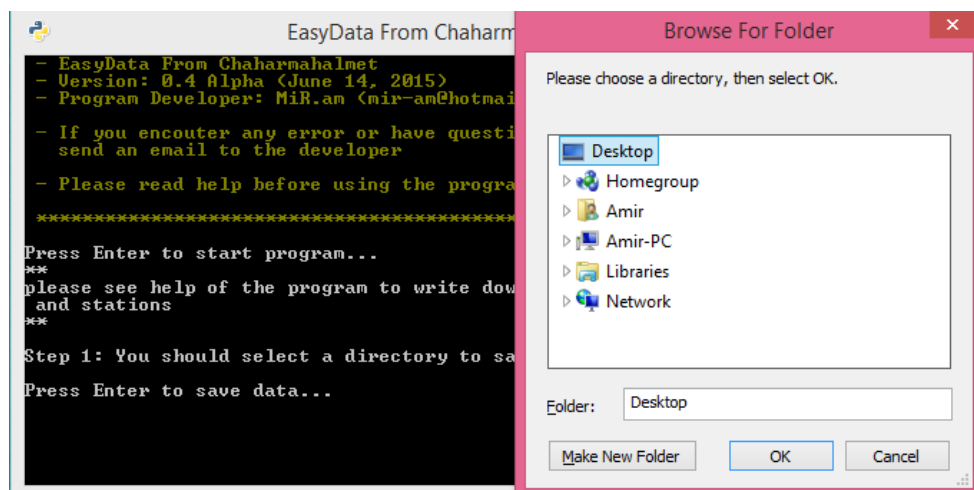 EasyData From Chaharm
- EasyData From Chaharmahalmet
- Version: 0.4 Alpha (June 14, 2015)
- Program Developer: MiR.am (mir-am@hotmai
- If you encouter any error or have questi
send an email to the developer
- Please read help before using the progra
*****************************************
Press Enter to start program...
**
please see help of the program to write dow
and stations
**
Step 1: You should select a directory to sa
Press Enter to save data...
Browse For Folder
Please choose a directory, then select OK.
Desktop
Homegroup
Amir
Amir-PC
Libraries
Network
Folder: Desktop
Make New Folder OK Cancel